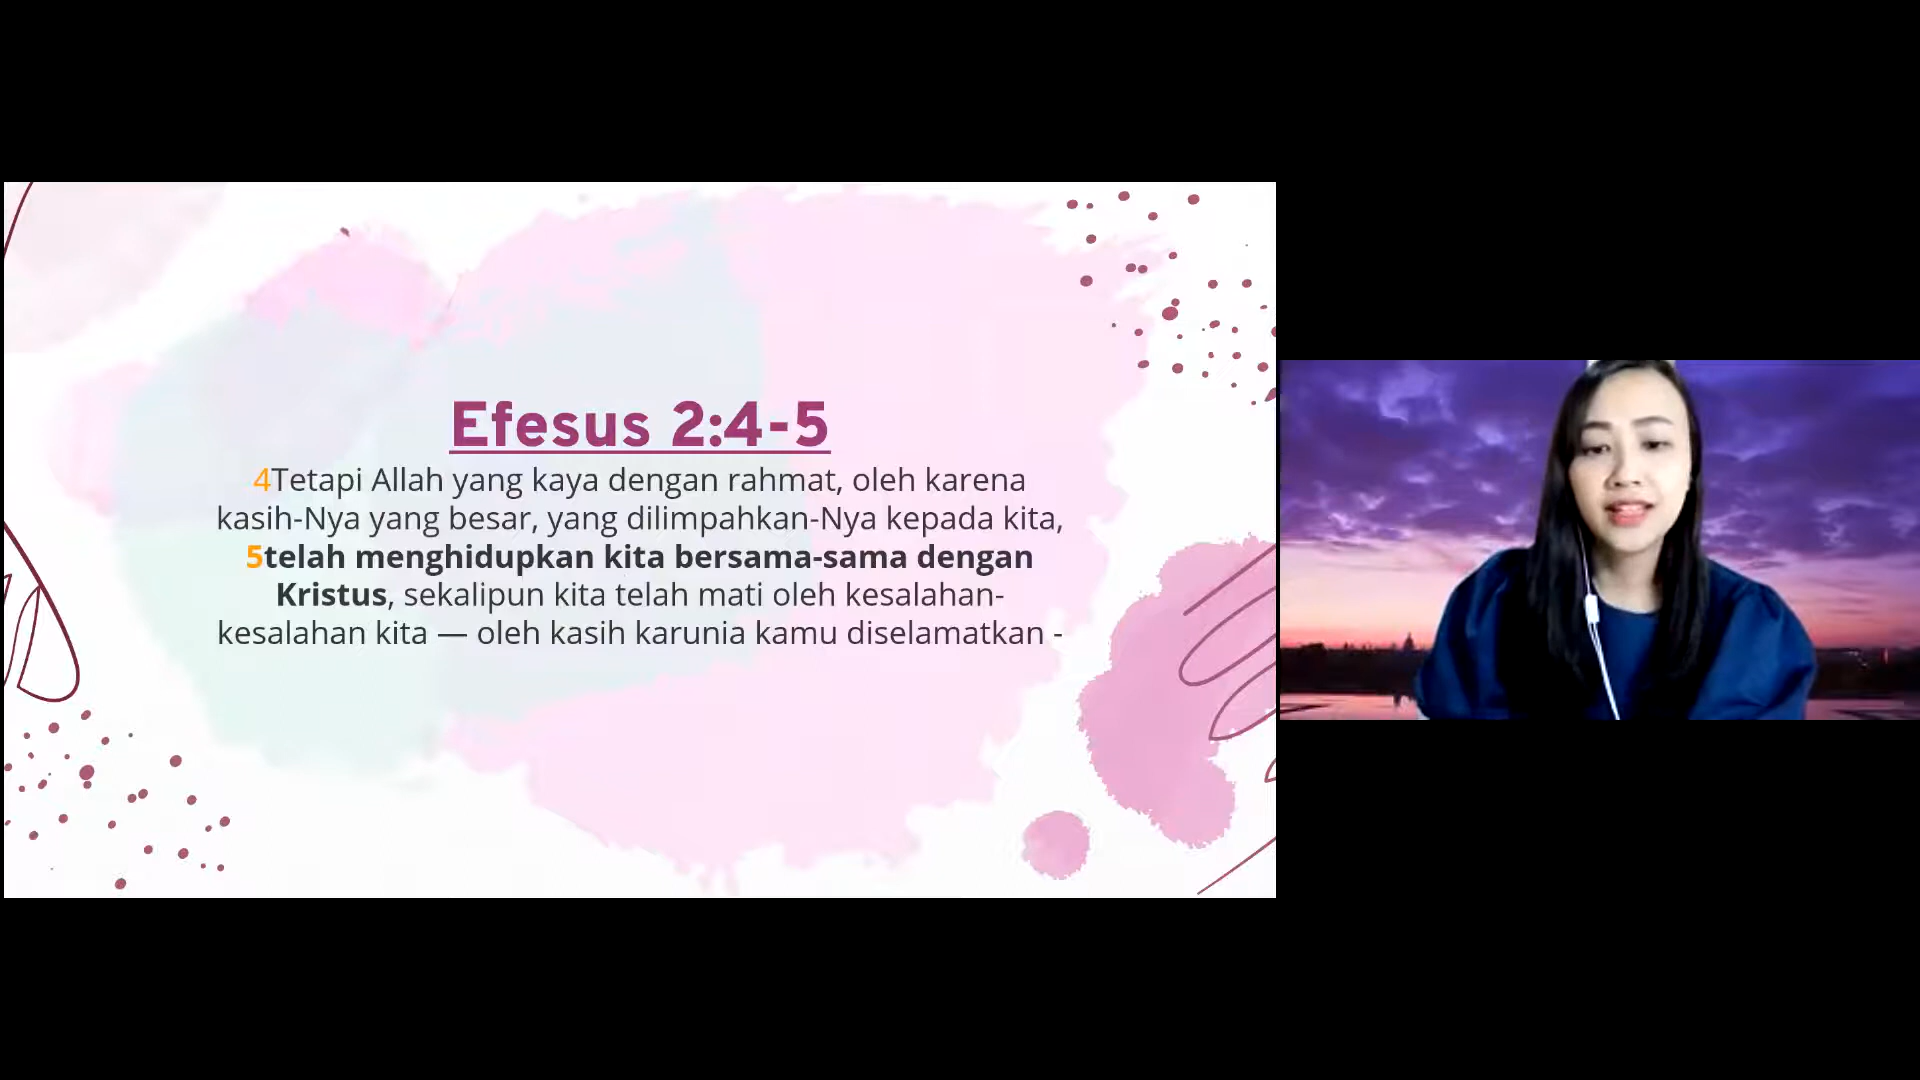 Efesus 2:4-5
4Tetapi Allah yang kaya dengan rahmat, oleh karena
kasih-Nya yang besar, yang dilimpahkan-Nya kepada kita,
5telah menghidupkan kita bersama-sama dengan
Kristus, sekalipun kita telah mati oleh kesalahan-
kesalahan kita — oleh kasih karunia kamu diselamatkan -